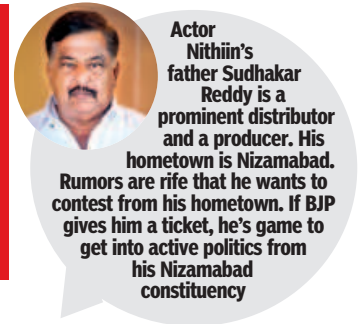 Actor
Nithiin's
father Sudhakar
Reddy is a
prominent distributor
and a producer. His
hometown is Nizamabad.
Rumors are rife that he wants to
contest from his hometown. If BJP
gives him a ticket, he's game to
get into active politics from
his Nizamabad
constituency